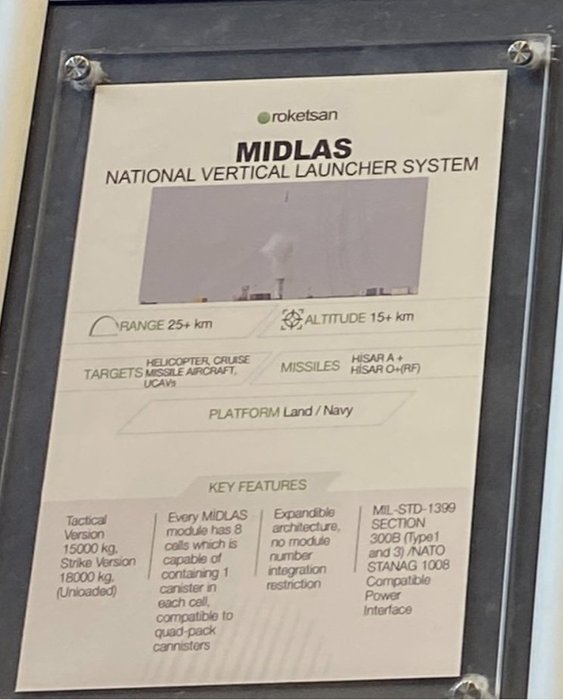 roketsan
MIDLAS
NATIONAL VERTICAL LAUNCHER SYSTEM
RANGE 25+ km
ALTITUDE 15+ km
TARGETS HELICOPTER, CRUISE
MISSILE AIRCRAFT,
UCAVs
MISSILES HİSAR A +
HİSAR O+(RF)
PLATFORM Land / Navy
KEY FEATURES
Tactical
Version
15000 kg,
Strike Version
18000 kg,
(Unloaded)
Every MİDLAS
module has 8
cells which is
capable of
containing 1
canister in
each cell,
compatible to
quad-pack
cannisters
Expandible
architecture,
no module
number
integration
restriction
MIL-STD-1399
SECTION
300B (Type1
and 3) /NATO
STANAG 1008
Compatible
Power
Interface